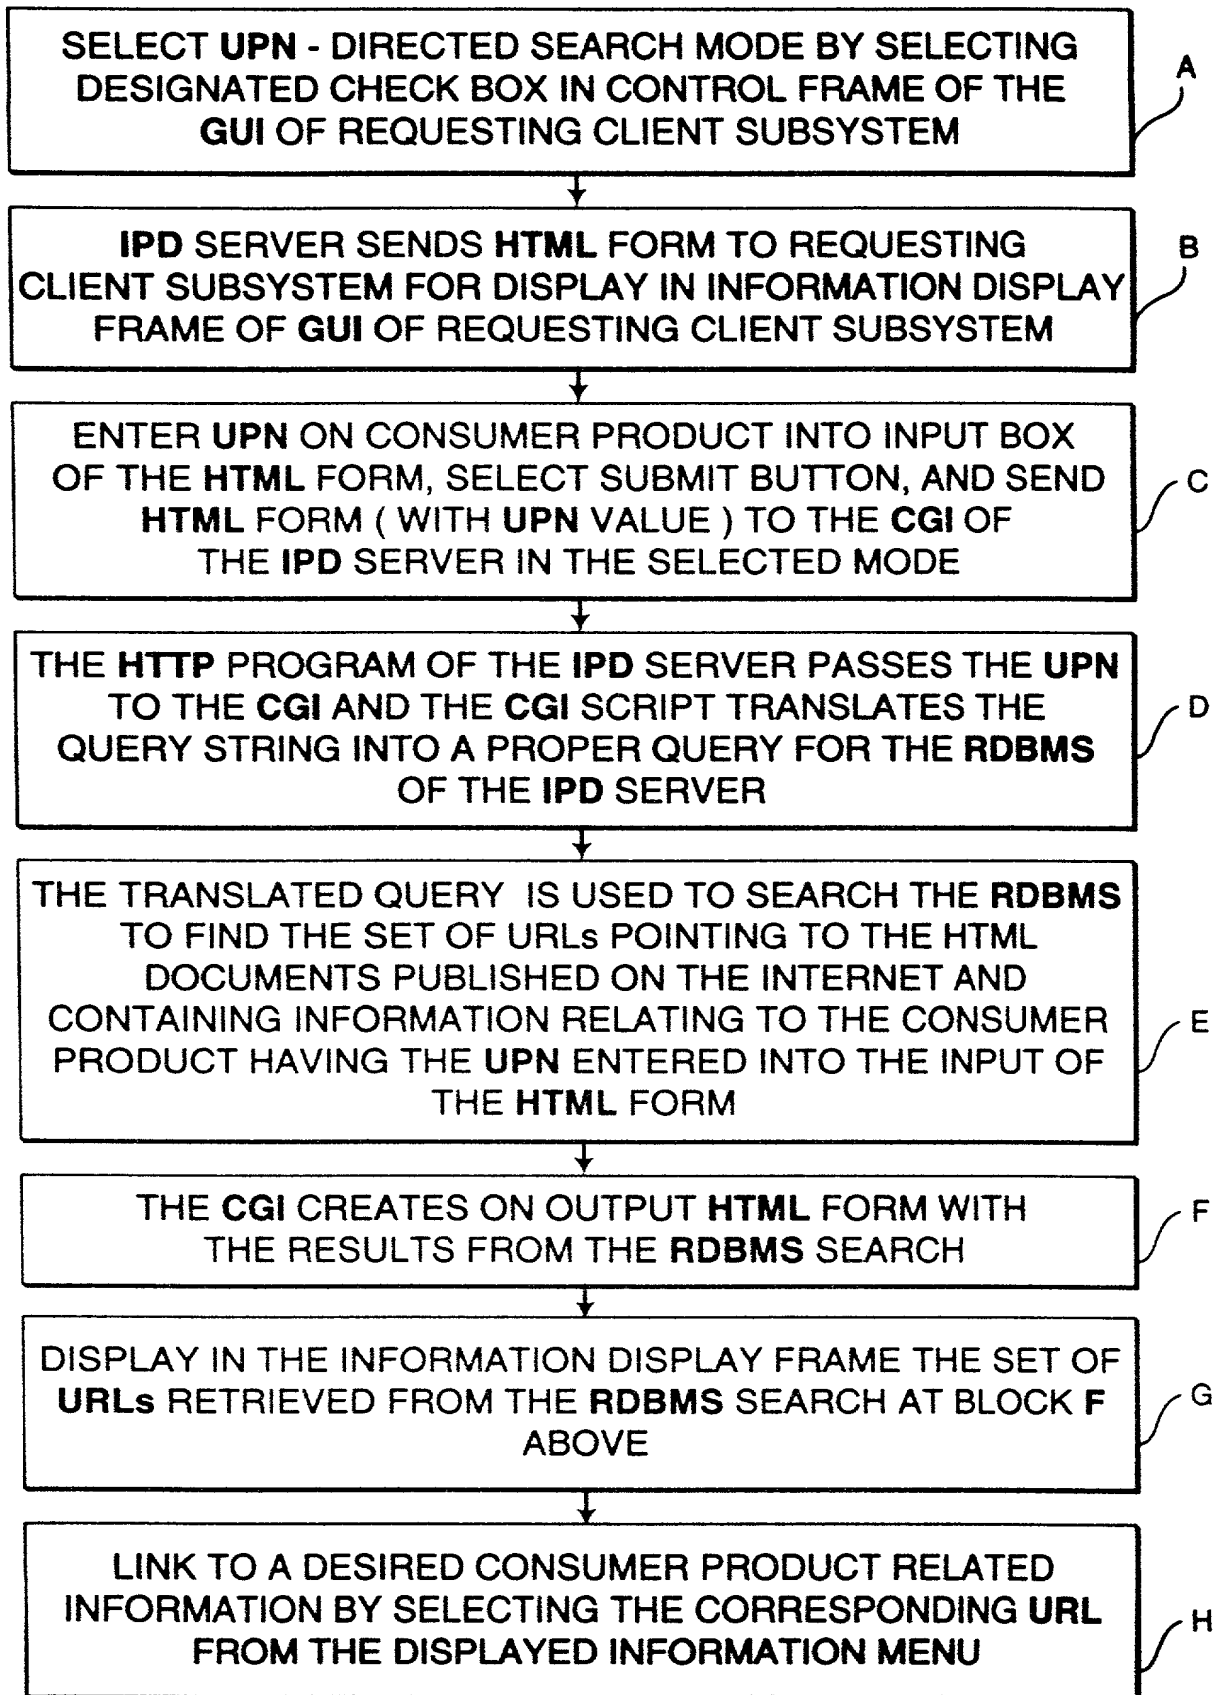 SELECT UPN - DIRECTED SEARCH MODE BY SELECTING
DESIGNATED CHECK BOX IN CONTROL FRAME OF THE
GUI OF REQUESTING CLIENT SUBSYSTEM
A
IPD SERVER SENDS HTML FORM TO REQUESTING
CLIENT SUBSYSTEM FOR DISPLAY IN INFORMATION DISPLAY
FRAME OF GUI OF REQUESTING CLIENT SUBSYSTEM
B
ENTER UPN ON CONSUMER PRODUCT INTO INPUT BOX
OF THE HTML FORM, SELECT SUBMIT BUTTON, AND SEND
HTML FORM ( WITH UPN VALUE ) TO THE CGI OF
THE IPD SERVER IN THE SELECTED MODE
C
THE HTTP PROGRAM OF THE IPD SERVER PASSES THE UPN
TO THE CGI AND THE CGI SCRIPT TRANSLATES THE
QUERY STRING INTO A PROPER QUERY FOR THE RDBMS
OF THE IPD SERVER
D
THE TRANSLATED QUERY IS USED TO SEARCH THE RDBMS
TO FIND THE SET OF URLs POINTING TO THE HTML
DOCUMENTS PUBLISHED ON THE INTERNET AND
CONTAINING INFORMATION RELATING TO THE CONSUMER
PRODUCT HAVING THE UPN ENTERED INTO THE INPUT OF
THE HTML FORM
E
THE CGI CREATES ON OUTPUT HTML FORM WITH
THE RESULTS FROM THE RDBMS SEARCH
F
DISPLAY IN THE INFORMATION DISPLAY FRAME THE SET OF
URLs RETRIEVED FROM THE RDBMS SEARCH AT BLOCK F
ABOVE
G
LINK TO A DESIRED CONSUMER PRODUCT RELATED
INFORMATION BY SELECTING THE CORRESPONDING URL
FROM THE DISPLAYED INFORMATION MENU
H